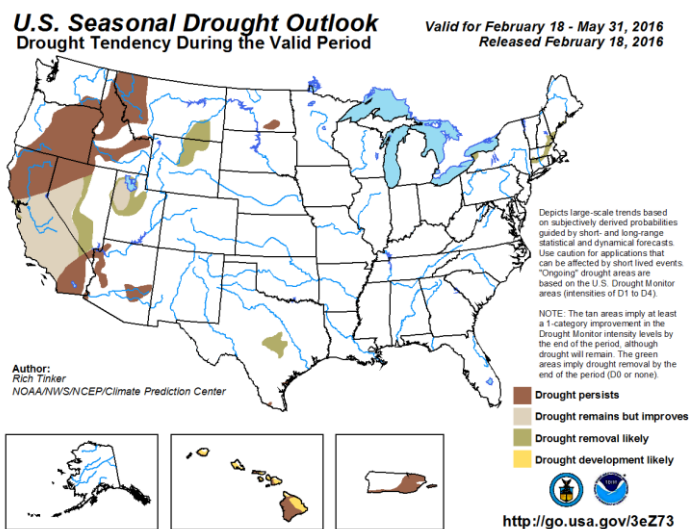 U.S. Seasonal Drought Outlook
Drought Tendency During the Valid Period
Valid for February 18 - May 31, 2016
Released February 18, 2016
Depicts large-scale trends based
on subjectively derived probabilities
guided by short- and long-range
statistical and dynamical forecasts.
Use caution for applications that
can be affected by short lived events.
"Ongoing" drought areas are
based on the U.S. Drought Monitor
areas (intensities of D1 to D4).
NOTE: The tan areas imply at least
a 1-category improvement in the
Drought Monitor intensity levels by
the end of the period, although
drought will remain. The green
areas imply drought removal by the
end of the period (D0 or none).
Author:
Rich Tinker
NOAA/NWS/NCEP/Climate Prediction Center
Drought persists
Drought remains but improves
Drought removal likely
Drought development likely
http://go.usa.gov/3eZ73